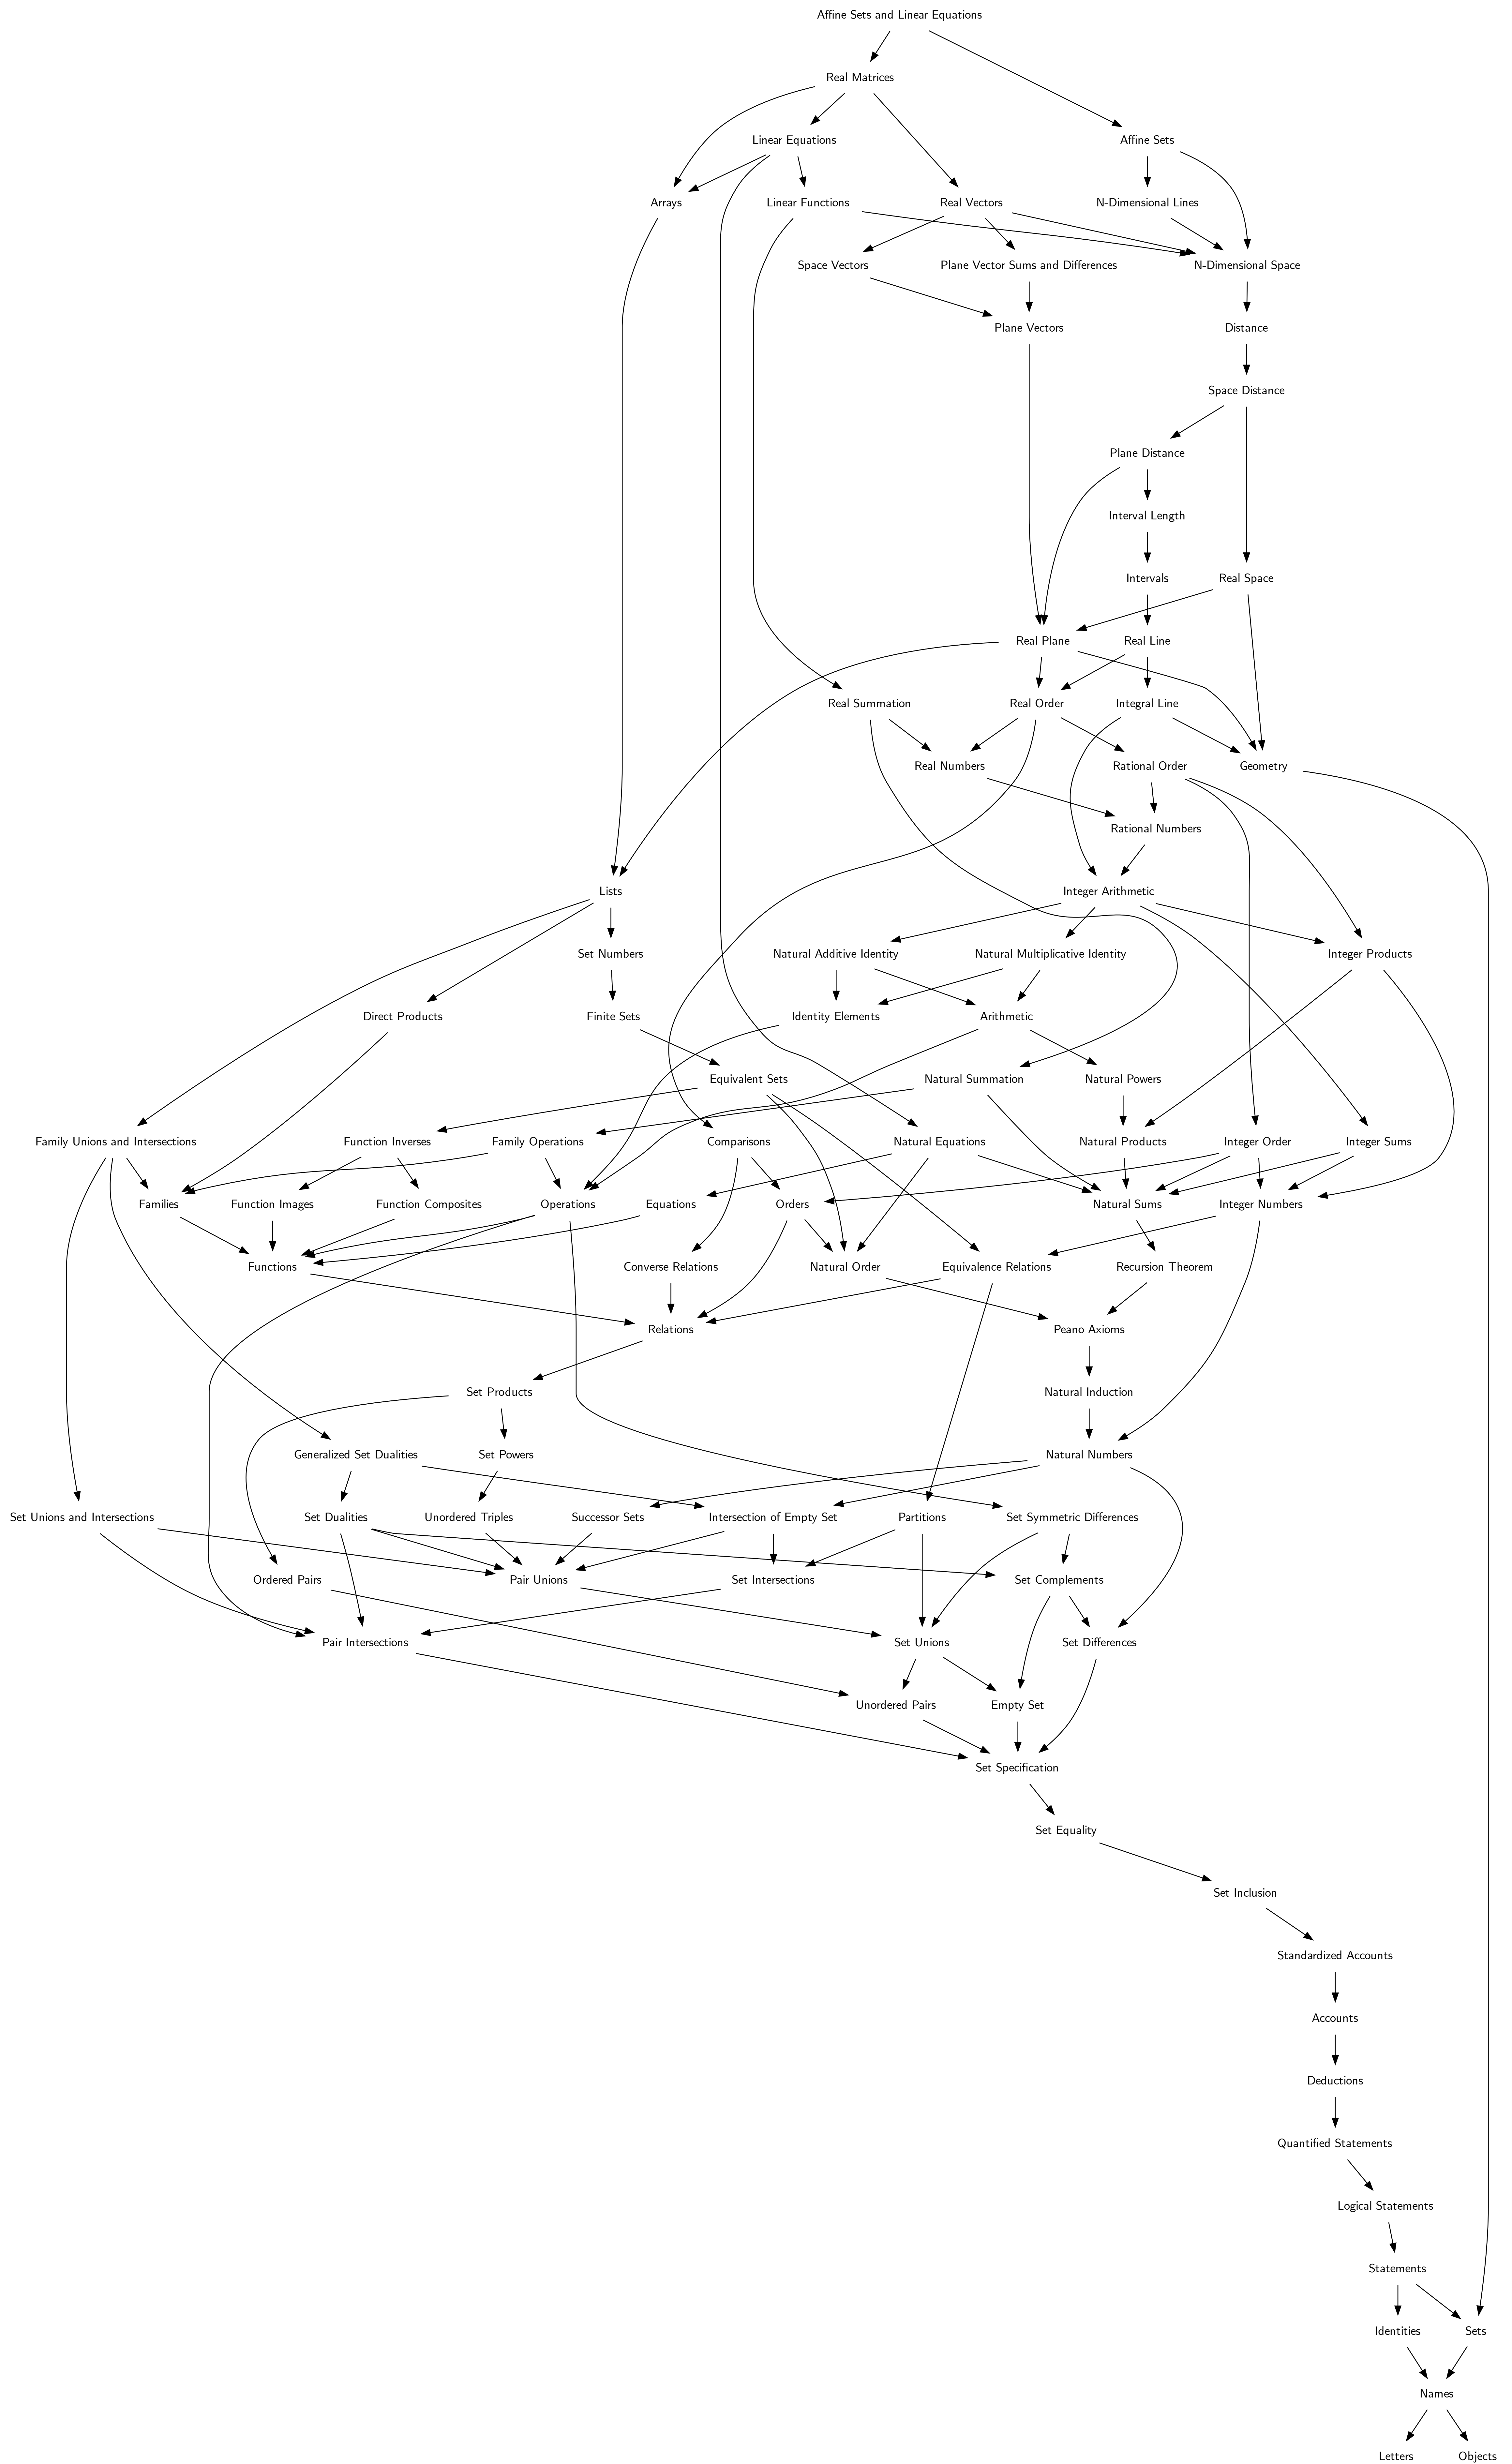 Affine Sets and Linear Equations
Real Matrices
Linear Equations
Affine Sets
Arrays
Linear Functions
Real Vectors
N-Dimensional Lines
Space Vectors
Plane Vector Sums and Differences
N-Dimensional Space
Plane Vectors
Distance
Space Distance
Plane Distance
Interval Length
Intervals
Real Space
Real Plane
Real Line
Real Summation
Real Order
Integral Line
Real Numbers
Rational Order
Geometry
Rational Numbers
Lists
Integer Arithmetic
Set Numbers
Natural Additive Identity
Natural Multiplicative Identity
Integer Products
Direct Products
Finite Sets
Identity Elements
Arithmetic
Equivalent Sets
Natural Summation
Natural Powers
Family Unions and Intersections
Function Inverses
Family Operations
Comparisons
Natural Equations
Natural Products
Integer Order
Integer Sums
Families
Function Images
Function Composites
Operations
Equations
Orders
Natural Sums
Integer Numbers
Functions
Converse Relations
Natural Order
Equivalence Relations
Recursion Theorem
Relations
Peano Axioms
Set Products
Natural Induction
Generalized Set Dualities
Set Powers
Natural Numbers
Set Unions and Intersections
Set Dualities
Unordered Triples
Successor Sets
Intersection of Empty Set
Partitions
Set Symmetric Differences
Ordered Pairs
Pair Unions
Set Intersections
Set Complements
Pair Intersections
Set Unions
Set Differences
Unordered Pairs
Empty Set
Set Specification
Set Equality
Set Inclusion
Standardized Accounts
Accounts
Deductions
Quantified Statements
Logical Statements
Statements
Identities
Sets
Names
Letters
Objects